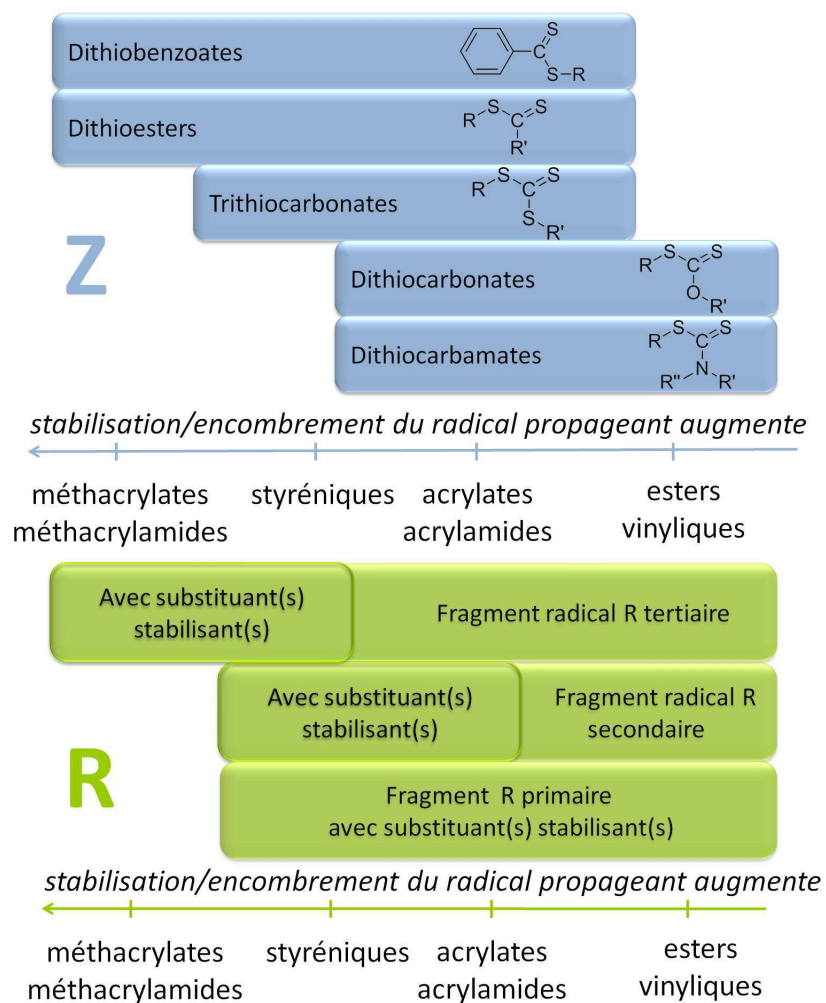 Dithiobenzoates
S
C
S
R
Dithioesters
R
S
C
S
R'
Trithiocarbonates
R
S
C
S
S
R'
Z
Dithiocarbonates
R
S
C
S
O
R'
Dithiocarbamates
R
S
C
S
N
R''
R'
stabilisation/encombrement du radical propageant augmente
méthacrylates
méthacrylamides
styréniques
acrylates
acrylamides
esters
vinyliques
Avec substituant(s)
stabilisant(s)
Fragment radical R tertiaire
Avec substituant(s)
stabilisant(s)
Fragment radical R
secondaire
R
Fragment R primaire
avec substituant(s) stabilisant(s)
stabilisation/encombrement du radical propageant augmente
méthacrylates
méthacrylamides
styréniques
acrylates
acrylamides
esters
vinyliques